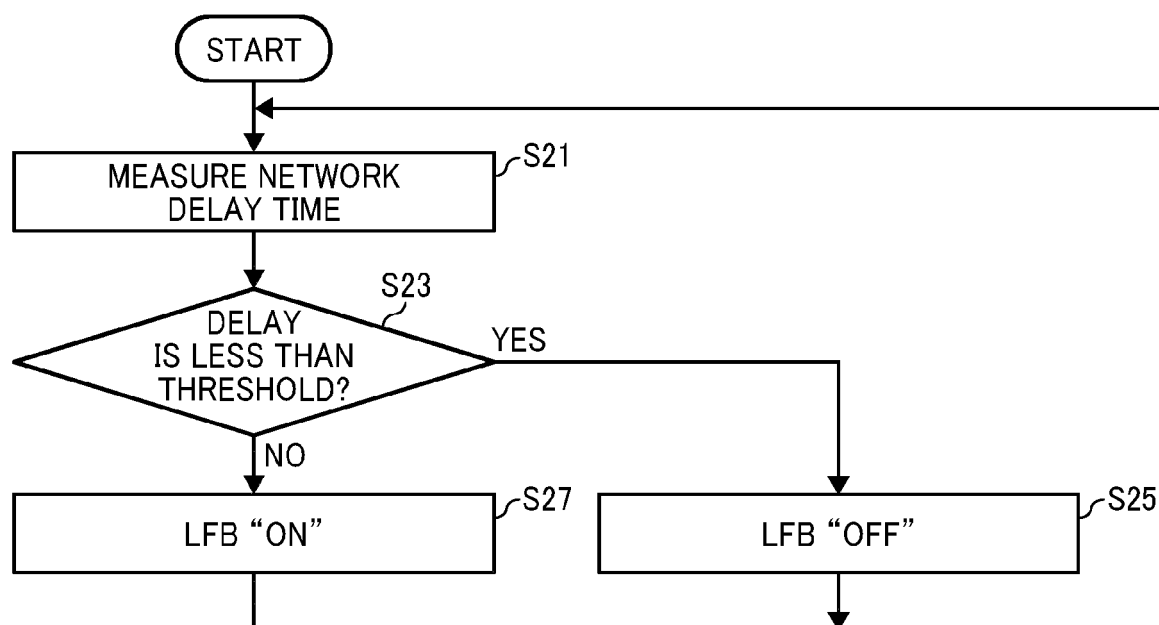 START
MEASURE NETWORK
DELAY TIME
S21
DELAY
IS LESS THAN
THRESHOLD?
S23
YES
NO
LFB “ON”
S27
LFB “OFF”
S25